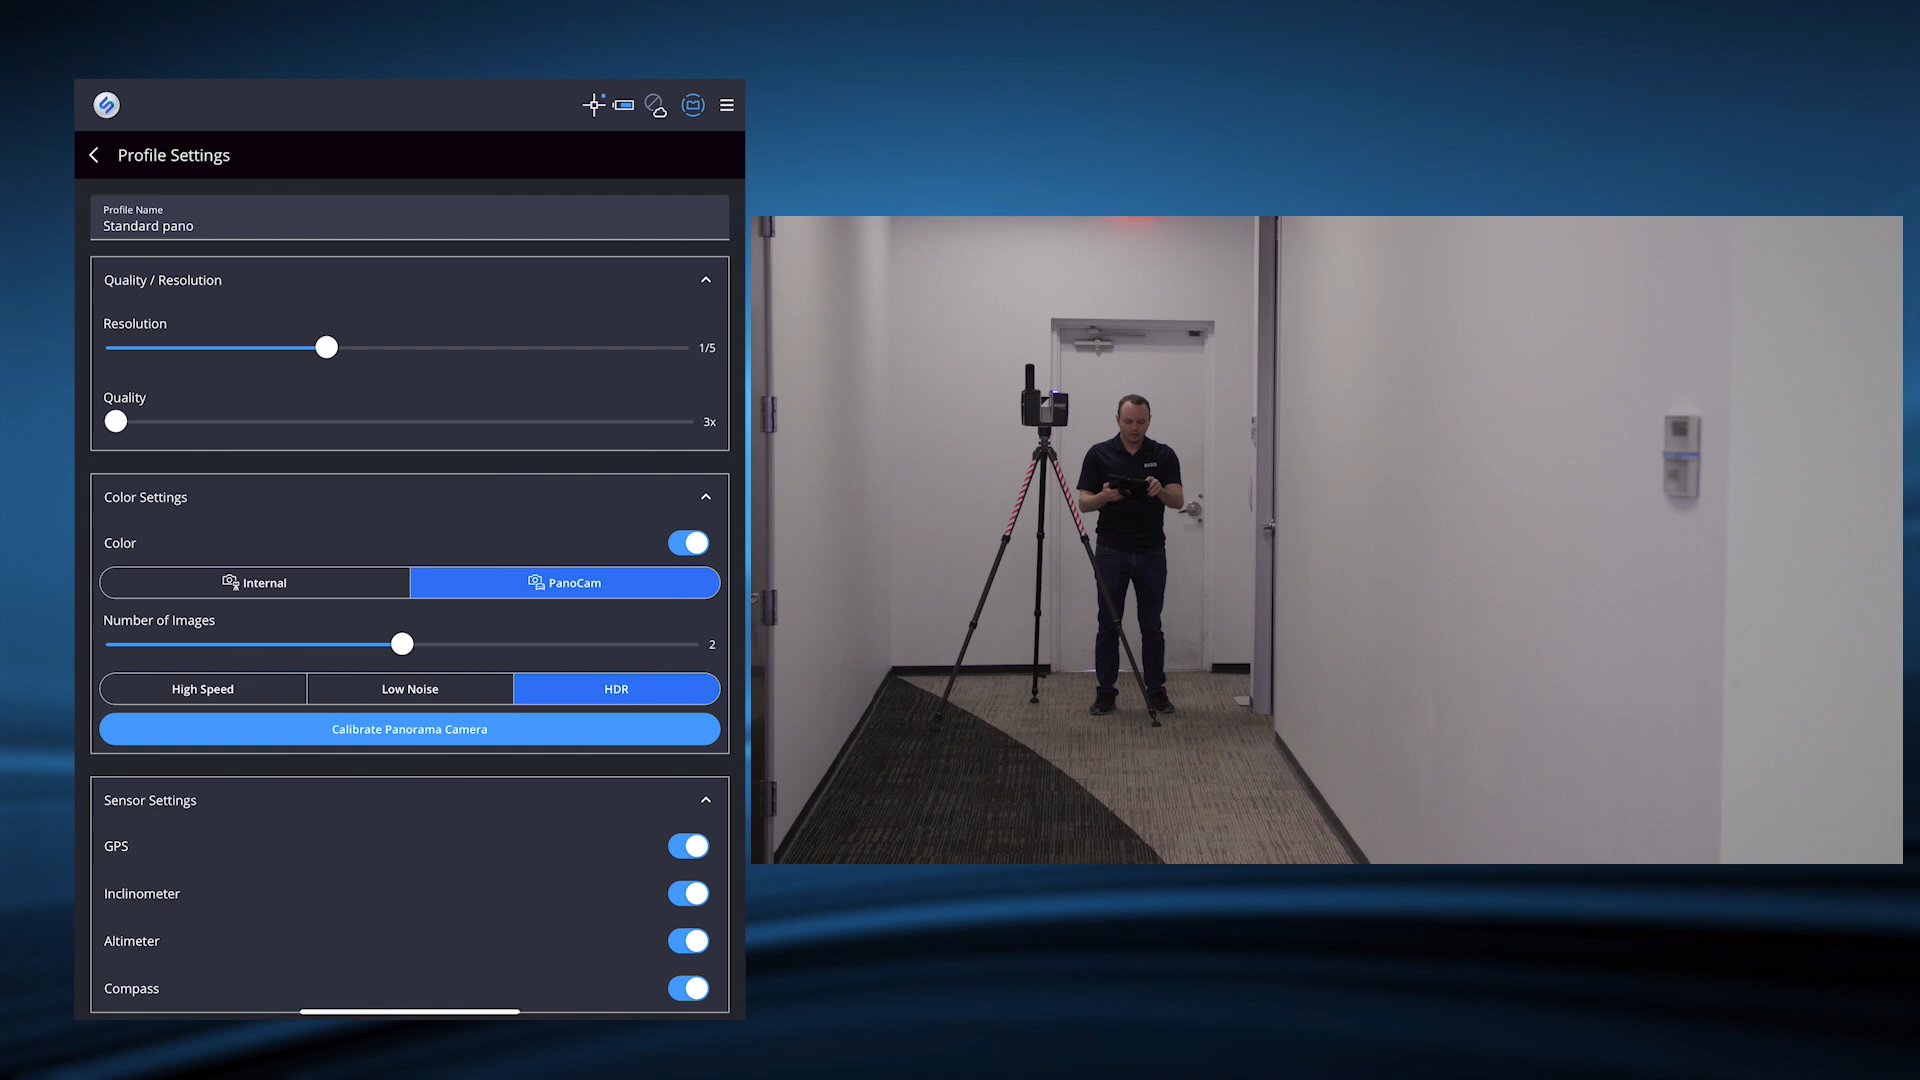 Profile Settings
Profile Name
Standard pano
Quality / Resolution
Resolution
1/5
Quality
3x
Color Settings
Color
Internal
PanoCam
Number of Images
2
High Speed
Low Noise
HDR
Calibrate Panorama Camera
Sensor Settings
GPS
Inclinometer
Altimeter
Compass